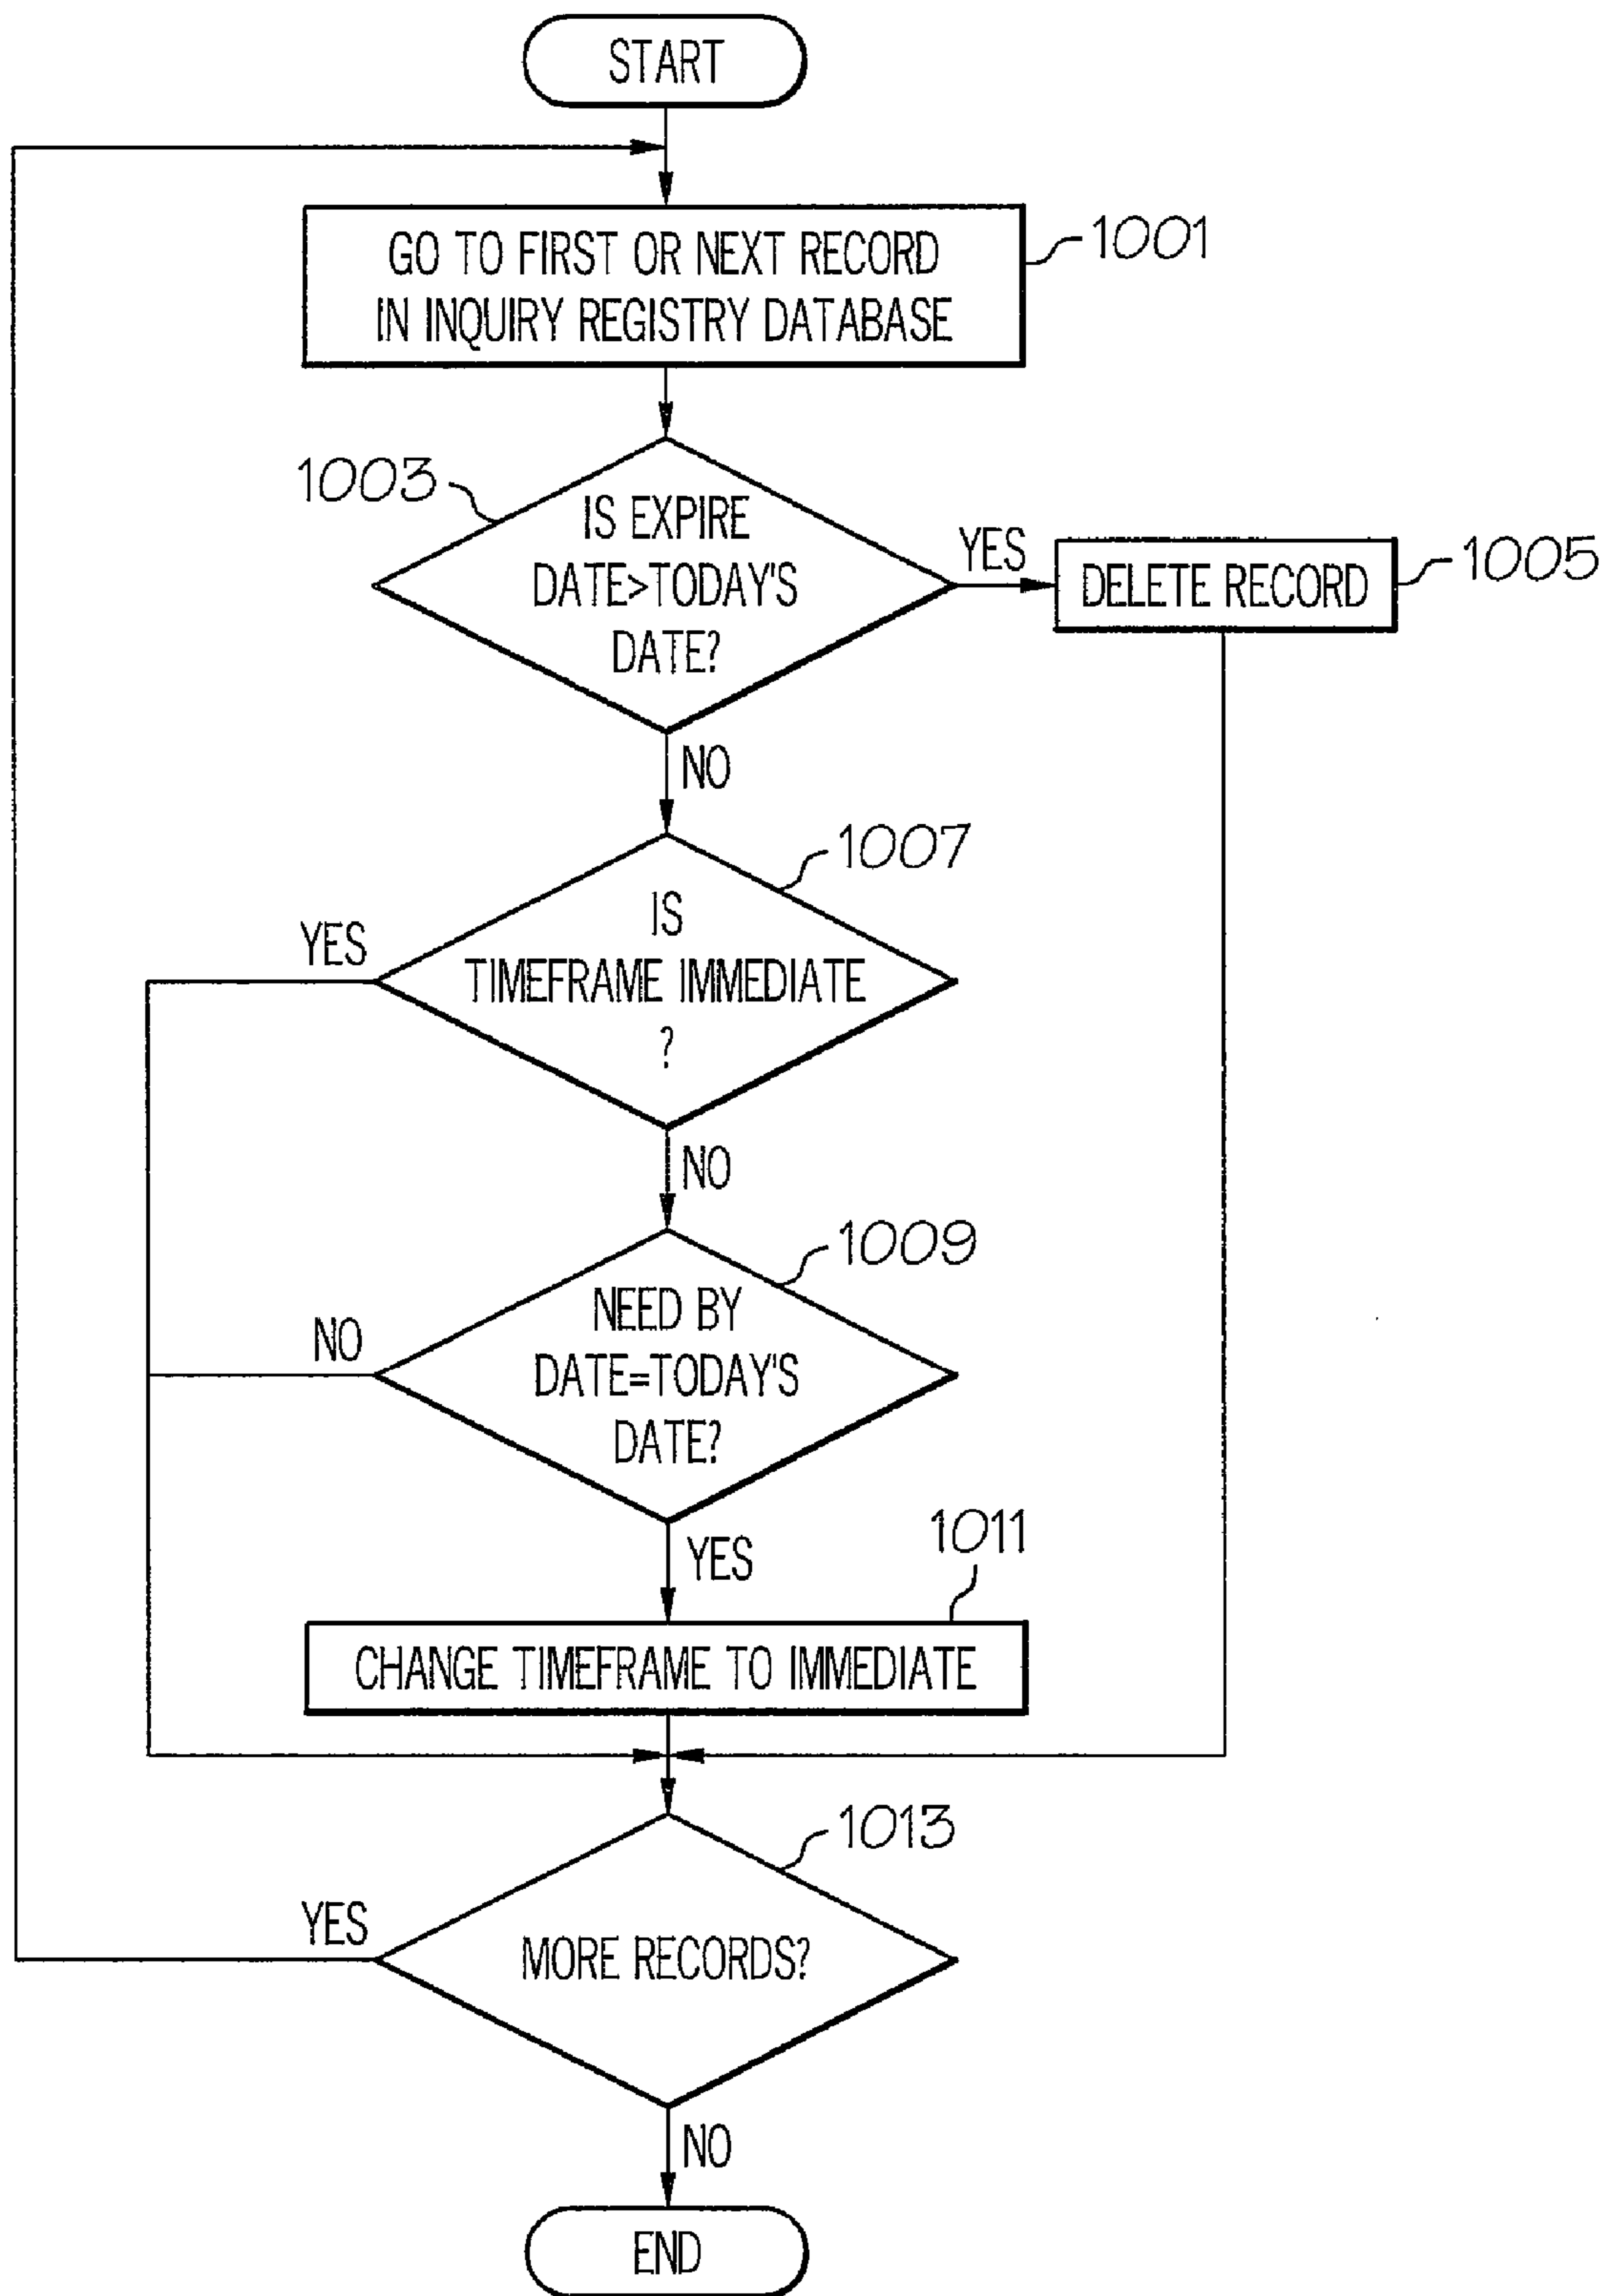 START
GO TO FIRST OR NEXT RECORD
IN INQUIRY REGISTRY DATABASE
1001
1003
IS EXPIRE
DATE>TODAY'S
DATE?
YES
DELETE RECORD
1005
NO
1007
IS
TIMEFRAME IMMEDIATE
?
YES
NO
1009
NEED BY
DATE=TODAY'S
DATE?
NO
YES
1011
CHANGE TIMEFRAME TO IMMEDIATE
1013
MORE RECORDS?
YES
NO
END